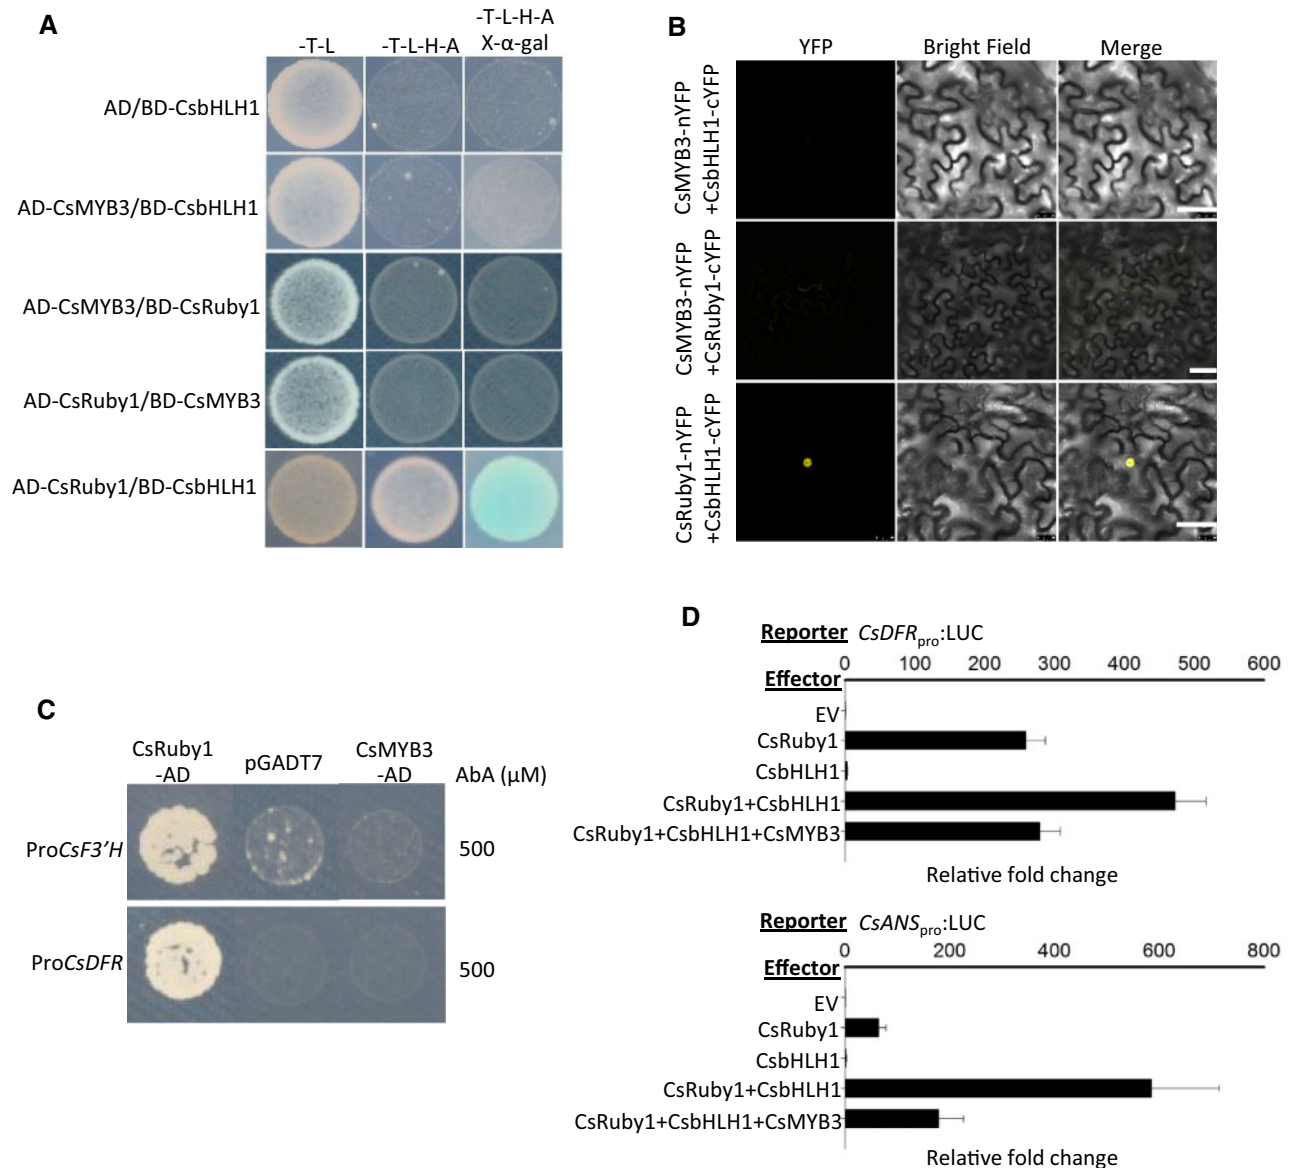 A
-T-L
-T-L-H-A
-T-L-H-A
X-α-gal
AD/BD-CsbHLH1
AD-CsMYB3/BD-CsbHLH1
AD-CsMYB3/BD-CsRuby1
AD-CsRuby1/BD-CsMYB3
AD-CsRuby1/BD-CsbHLH1
B
YFP
Bright Field
Merge
CsMYB3-nYFP
+CsbHLH1-cYFP
CsMYB3-nYFP
+CsRuby1-cYFP
CsRuby1-nYFP
+CsbHLH1-cYFP
C
CsRuby1
-AD
pGADT7
CsMYB3
-AD
AbA (μM)
ProCsF3'H
500
ProCsDFR
500
D
Reporter CsDFRpro:LUC
0 100 200 300 400 500 600
Effector
EV
CsRuby1
CsbHLH1
CsRuby1+CsbHLH1
CsRuby1+CsbHLH1+CsMYB3
Relative fold change
Reporter CsANSpro:LUC
0 200 400 600 800
Effector
EV
CsRuby1
CsbHLH1
CsRuby1+CsbHLH1
CsRuby1+CsbHLH1+CsMYB3
Relative fold change